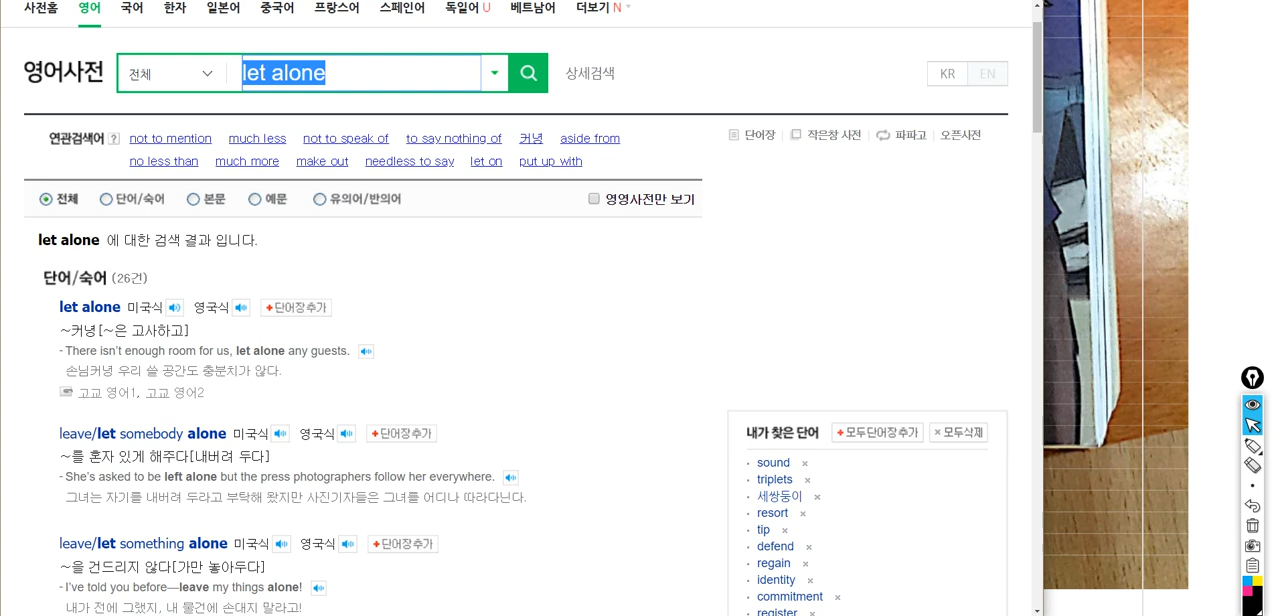 사전홈 영어 국어 한자 일본어 중국어 프랑스어 스페인어 독일어 U 베트남어 더보기 N
영어사전 전체 let alone 상세검색 KR EN
연관검색어 ? not to mention much less not to speak of to say nothing of 커녕 aside from
no less than much more make out needless to say let on put up with
단어장 작은창 사전 파파고 오픈사전
전체 단어/숙어 본문 예문 유의어/반의어 영영사전만 보기
let alone 에 대한 검색 결과 입니다.
단어/숙어 (26건)
let alone 미국식 영국식 +단어장추가
~커녕[~은 고사하고]
- There isn't enough room for us, let alone any guests.
손님커녕 우리 쓸 공간도 충분치가 않다.
고교 영어1, 고교 영어2
leave/let somebody alone 미국식 영국식 +단어장추가
~를 혼자 있게 해주다[내버려 두다]
- She's asked to be left alone but the press photographers follow her everywhere.
그녀는 자기를 내버려 두라고 부탁해 왔지만 사진기자들은 그녀를 어디나 따라다닌다.
leave/let something alone 미국식 영국식 +단어장추가
~을 건드리지 않다[가만 놓아두다]
- I've told you before—leave my things alone!
내가 전에 그랬지, 내 물건에 손대지 말라고!
내가 찾은 단어 +모두단어장추가 ×모두삭제
· sound ×
· triplets ×
· 세쌍둥이 ×
· resort ×
· tip ×
· defend ×
· regain ×
· identity ×
· commitment ×
· register ×